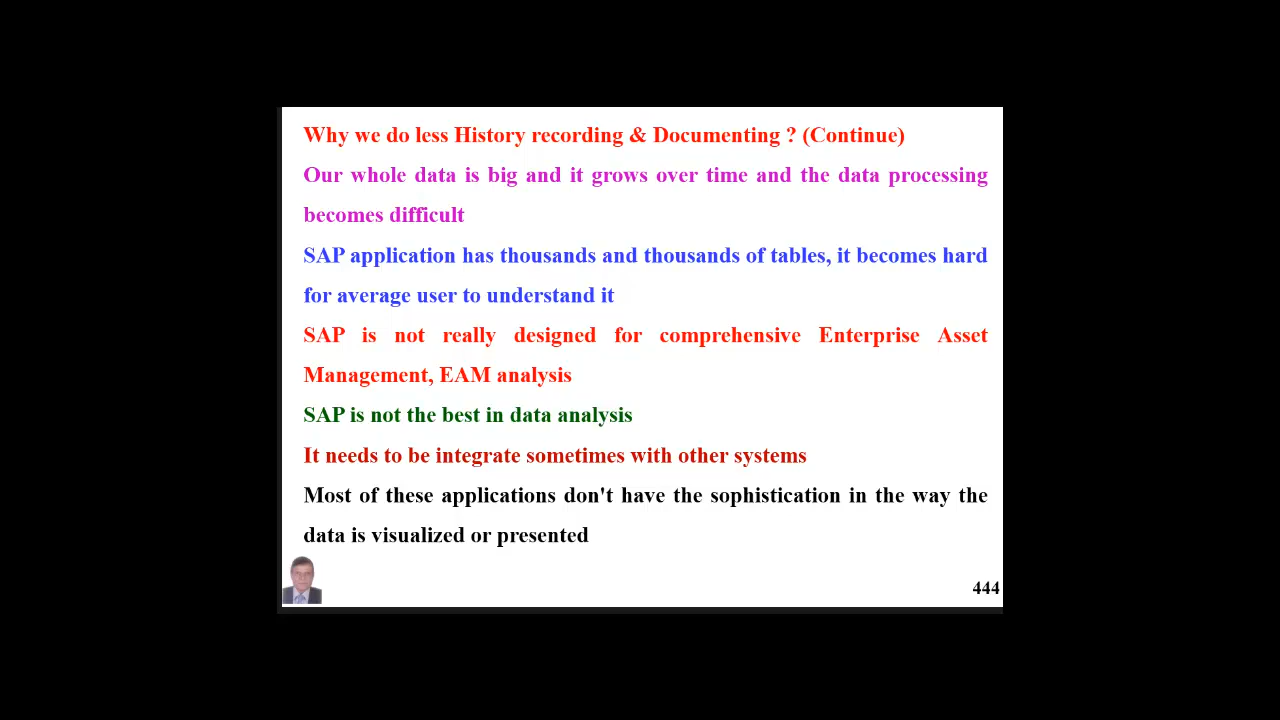 Why we do less History recording & Documenting ? (Continue)
Our whole data is big and it grows over time and the data processing
becomes difficult
SAP application has thousands and thousands of tables, it becomes hard
for average user to understand it
SAP is not really designed for comprehensive Enterprise Asset
Management, EAM analysis
SAP is not the best in data analysis
It needs to be integrate sometimes with other systems
Most of these applications don't have the sophistication in the way the
data is visualized or presented
444